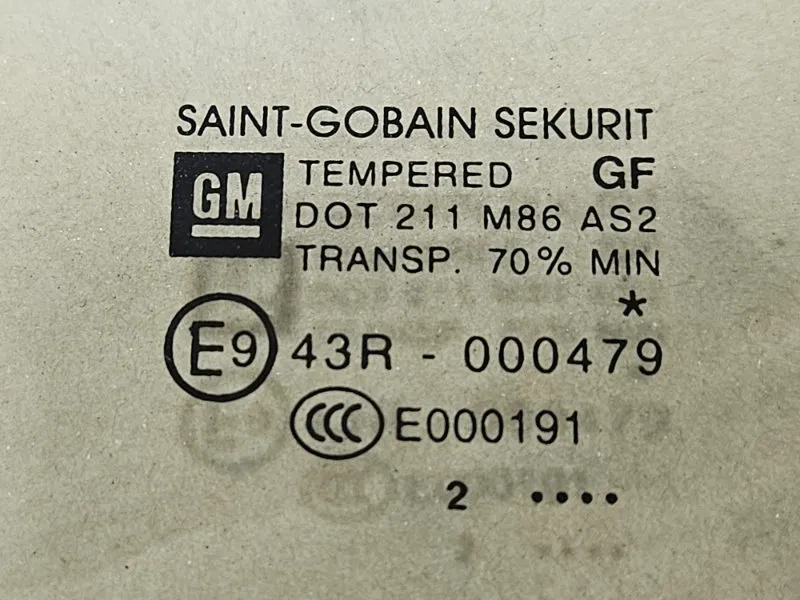 SAINT-GOBAIN SEKURIT
GM
TEMPERED GF
DOT 211 M86 AS2
TRANSP. 70% MIN
*
E9 43R - 000479
CCC E000191
2 ••••